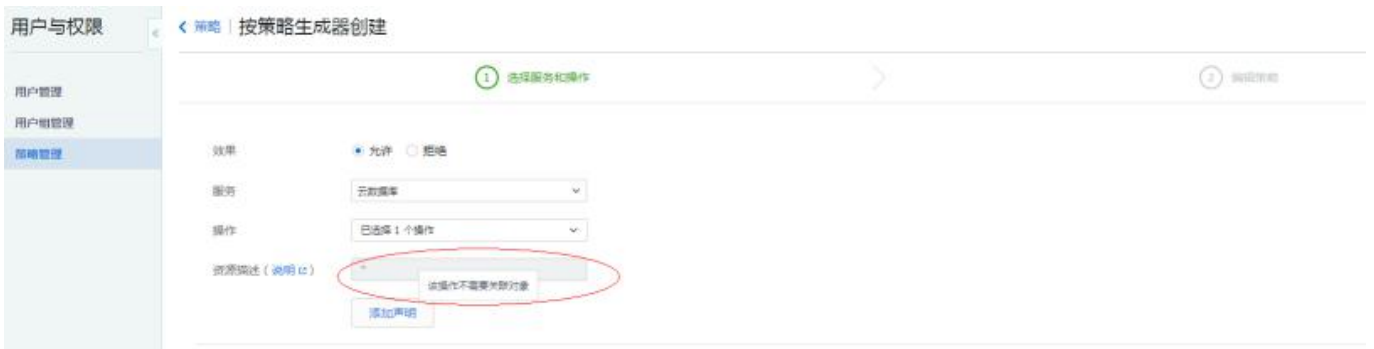 用户与权限
«
策略 | 按策略生成器创建
1 选择服务和操作
2 编辑策略
用户管理
用户组管理
策略管理
效果 允许 拒绝
服务 云数据库
操作 已选择 1 个操作
资源描述 ( 说明 )
*
该操作不需要关联对象
添加声明